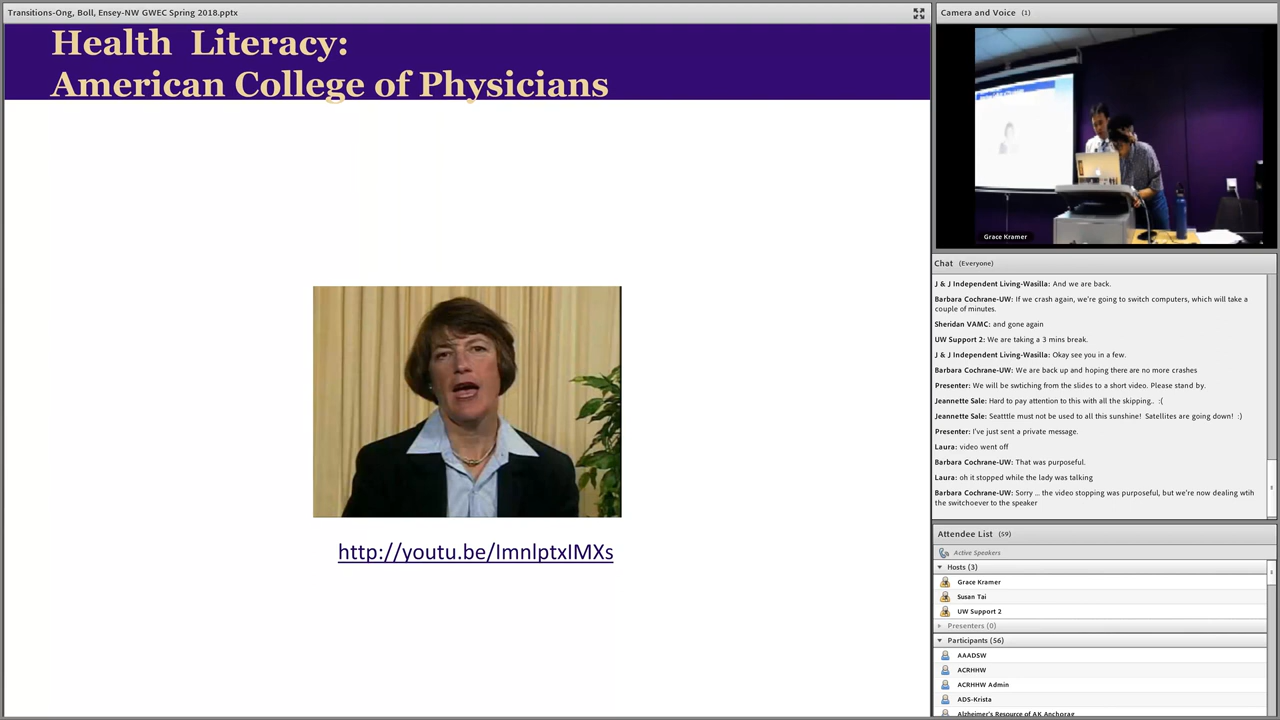 Transitions-Ong, Boll, Ensey-NW GWEC Spring 2018.pptx
Health Literacy:
American College of Physicians
http://youtu.be/ImnlptxIMXs
Camera and Voice (1)
Grace Kramer
Chat (Everyone)
J & J Independent Living-Wasilla: And we are back.
Barbara Cochrane-UW: If we crash again, we're going to switch computers, which will take a
couple of minutes.
Sheridan VAMC: and gone again
UW Support 2: We are taking a 3 mins break.
J & J Independent Living-Wasilla: Okay see you in a few.
Barbara Cochrane-UW: We are back up and hoping there are no more crashes
Presenter: We will be swtiching from the slides to a short video. Please stand by.
Jeannette Sale: Hard to pay attention to this with all the skipping.. :(
Jeannette Sale: Seatttle must not be used to all this sunshine! Satellites are going down! :)
Presenter: I've just sent a private message.
Laura: video went off
Barbara Cochrane-UW: That was purposeful.
Laura: oh it stopped while the lady was talking
Barbara Cochrane-UW: Sorry ... the video stopping was purposeful, but we're now dealing wtih
the switchoever to the speaker
Attendee List (59)
Active Speakers
Hosts (3)
Grace Kramer
Susan Tai
UW Support 2
Presenters (0)
Participants (56)
AAADSW
ACRHHW
ACRHHW Admin
ADS-Krista
Alzheimer's Resource of AK Anchorag